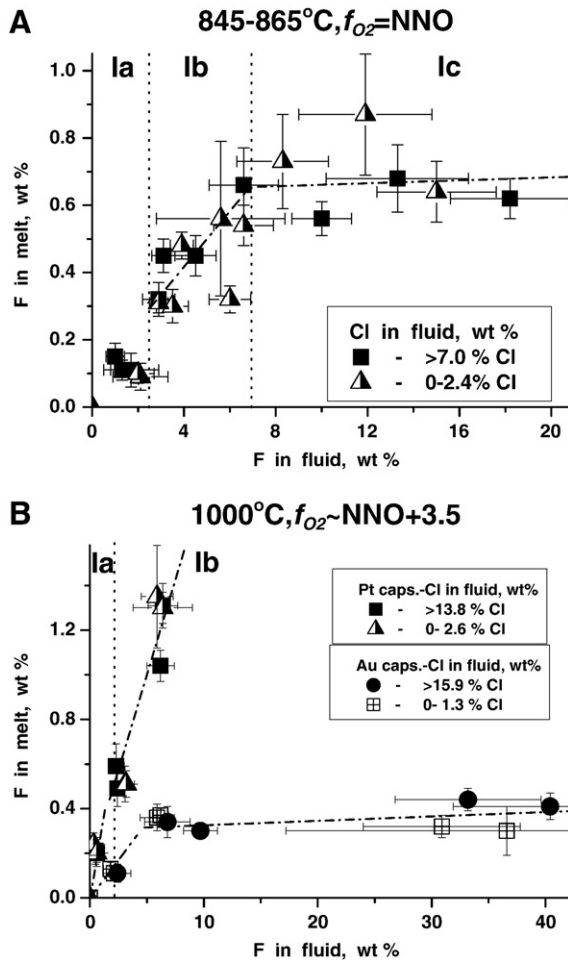 A
845-865°C, fO2=NNO
Ia Ib Ic
1.0
0.8
0.6
0.4
0.2
0.0
F in melt, wt %
Cl in fluid, wt %
■ - >7.0 % Cl
- 0-2.4% Cl
0 4 8 12 16 20
F in fluid, wt %
B
1000°C, fO2~NNO+3.5
Ia Ib
1.2
0.8
0.4
0.0
F in melt, wt %
Pt caps.-Cl in fluid, wt%
■ - >13.8 % Cl
- 0- 2.6 % Cl
Au caps.-Cl in fluid, wt%
● - >15.9 % Cl
⊞ - 0- 1.3 % Cl
0 10 20 30 40
F in fluid, wt %